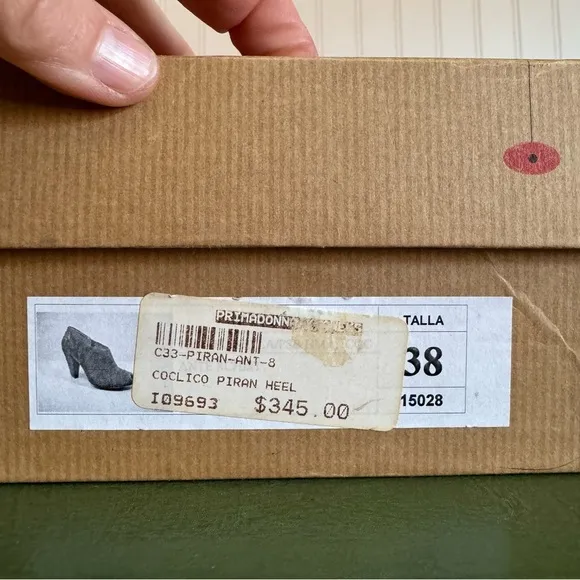 PRIMADONNA
C33-PIRAN-ANT-8
COCLICO PIRAN HEEL
I09693 $345.00
TALLA
38
15028